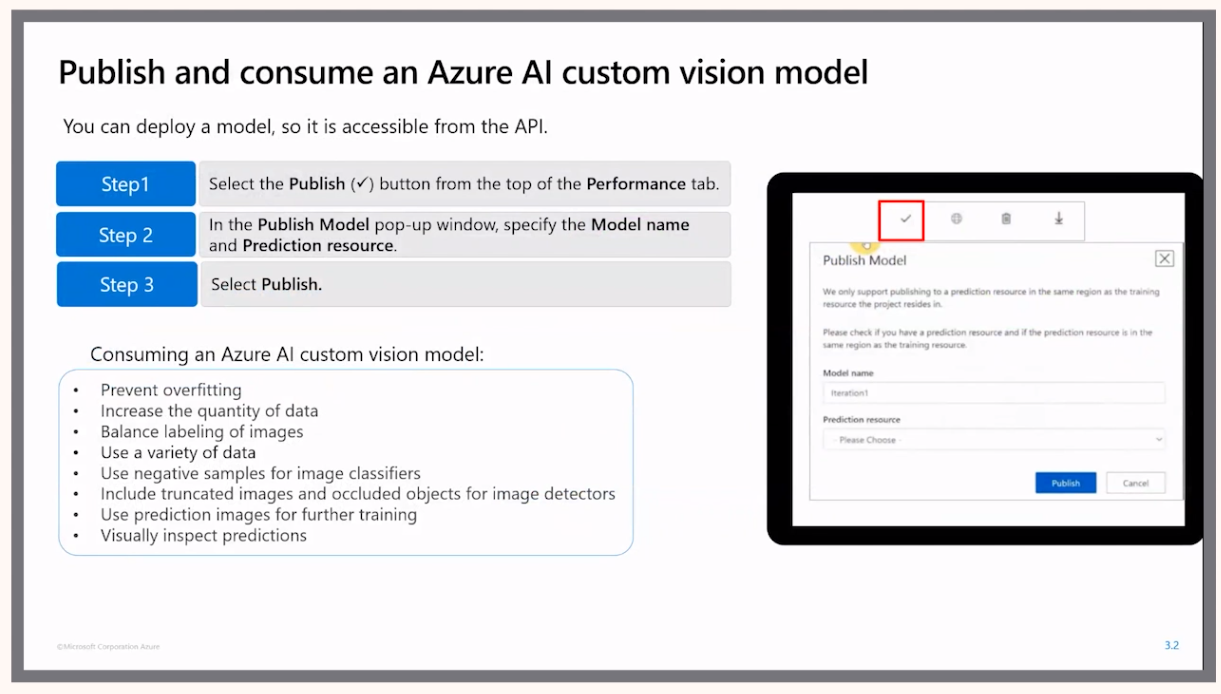 Publish and consume an Azure AI custom vision model
You can deploy a model, so it is accessible from the API.
Step1
Select the Publish (✓) button from the top of the Performance tab.
Step 2
In the Publish Model pop-up window, specify the Model name
and Prediction resource.
Step 3
Select Publish.
Consuming an Azure AI custom vision model:
• Prevent overfitting
• Increase the quantity of data
• Balance labeling of images
• Use a variety of data
• Use negative samples for image classifiers
• Include truncated images and occluded objects for image detectors
• Use prediction images for further training
• Visually inspect predictions
Publish Model
We only support publishing to a prediction resource in the same region as the training
resource the project resides in.
Please check if you have a prediction resource and if the prediction resource is in the
same region as the training resource.
Model name
Iteration1
Prediction resource
- Please Choose -
Publish
Cancel
©Microsoft Corporation Azure
3.2